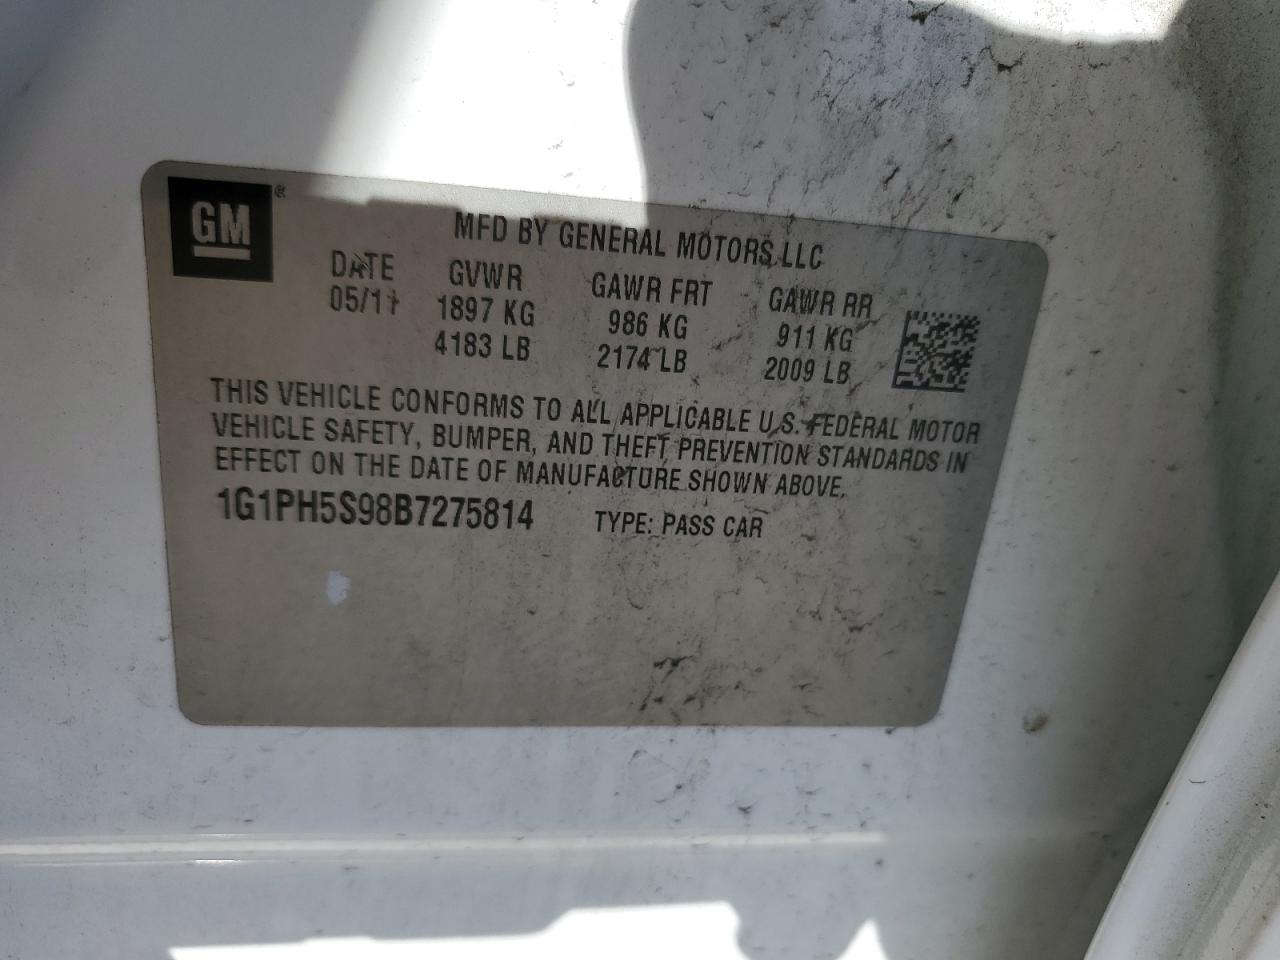 GM ®
MFD BY GENERAL MOTORS LLC
DATE GVWR GAWR FRT GAWR RR
05/11 1897 KG 986 KG 911 KG
4183 LB 2174 LB 2009 LB
THIS VEHICLE CONFORMS TO ALL APPLICABLE U.S. FEDERAL MOTOR
VEHICLE SAFETY, BUMPER, AND THEFT PREVENTION STANDARDS IN
EFFECT ON THE DATE OF MANUFACTURE SHOWN ABOVE.
1G1PH5S98B7275814 TYPE: PASS CAR